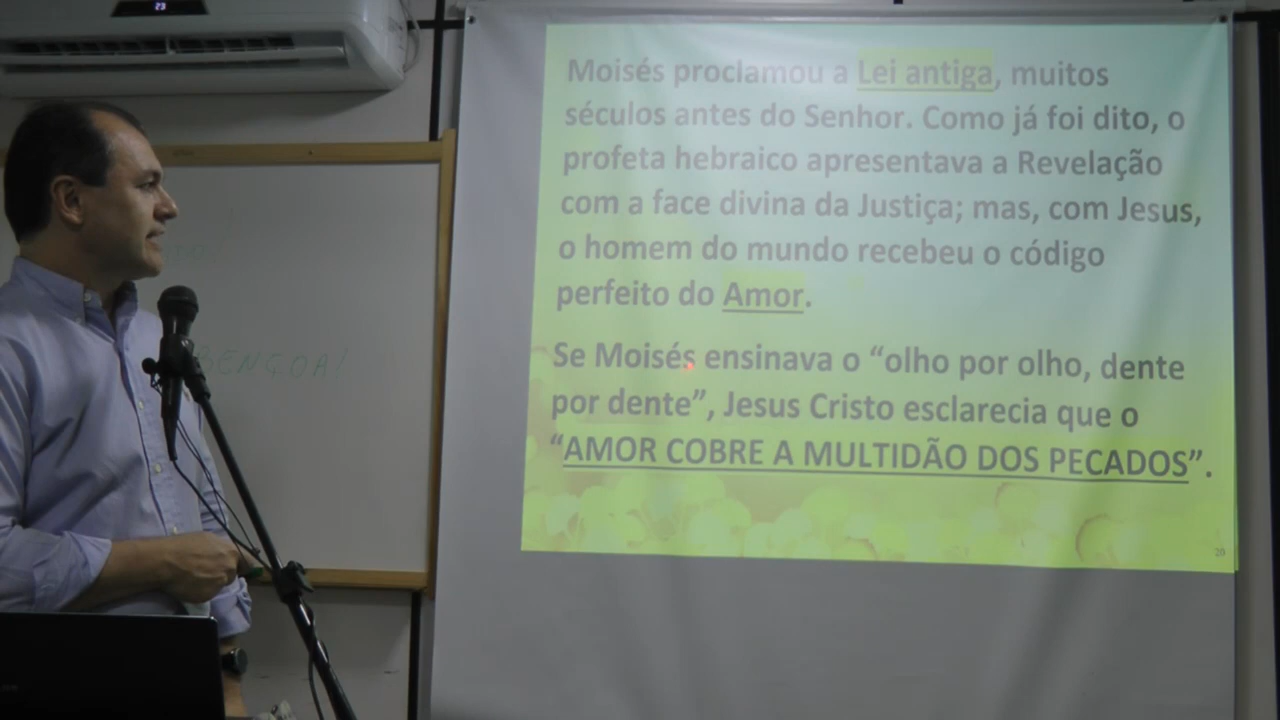 23
Moisés proclamou a Lei antiga, muitos
séculos antes do Senhor. Como já foi dito, o
profeta hebraico apresentava a Revelação
com a face divina da Justiça; mas, com Jesus,
o homem do mundo recebeu o código
perfeito do Amor.
Se Moisés ensinava o “olho por olho, dente
por dente”, Jesus Cristo esclarecia que o
“AMOR COBRE A MULTIDÃO DOS PECADOS”.
20